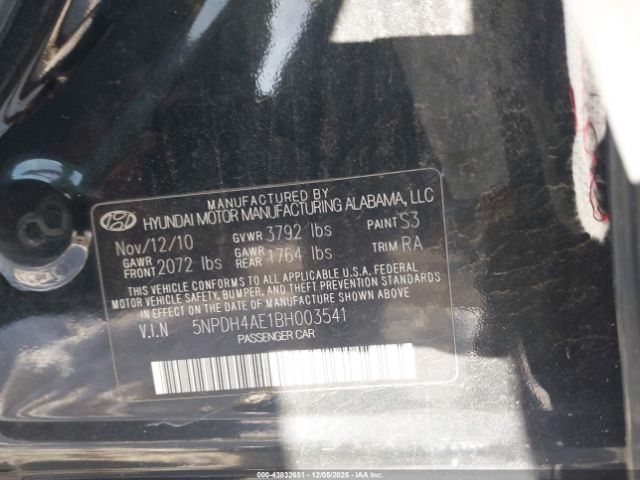 MANUFACTURED BY
HYUNDAI MOTOR MANUFACTURING ALABAMA, LLC
Nov/12/10 GVWR 3792 lbs PAINT S3
GAWR FRONT 2072 lbs GAWR REAR 1764 lbs TRIM RA
THIS VEHICLE CONFORMS TO ALL APPLICABLE U.S.A. FEDERAL
MOTOR VEHICLE SAFETY, BUMPER, AND THEFT PREVENTION STANDARDS
IN EFFECT ON THE DATE OF MANUFACTURE SHOWN ABOVE.
V.I.N 5NPDH4AE1BH003541
PASSENGER CAR
000-43832651 - 12/05/2025 - IAAI.COM